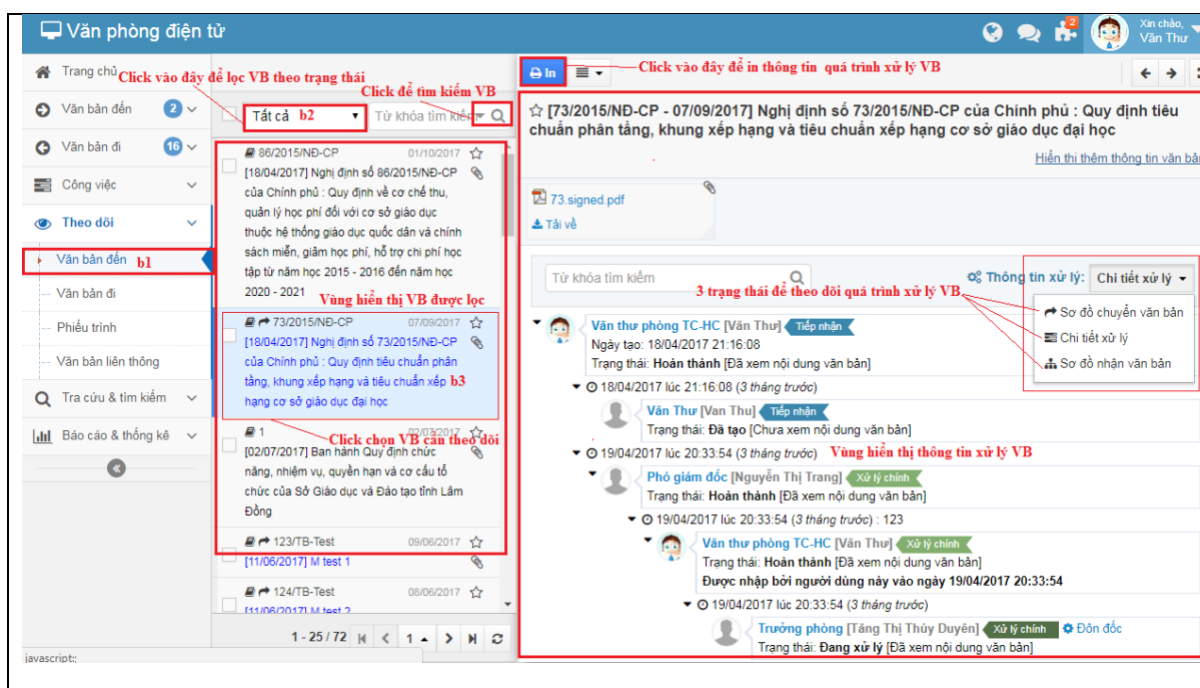 Văn phòng điện tử
2
Xin chào,
Văn Thư
Trang chủ
Văn bản đến 2
Văn bản đi 16
Công việc
Theo dõi
Văn bản đến b1
Văn bản đi
Phiếu trình
Văn bản liên thông
Tra cứu & tìm kiếm
Báo cáo & thống kê
javascript:;
Click vào đây để lọc VB theo trạng thái
Click để tìm kiếm VB
Tất cả b2
Từ khóa tìm kiếm
86/2015/NĐ-CP 01/10/2017
[18/04/2017] Nghị định số 86/2015/NĐ-CP
của Chính phủ : Quy định về cơ chế thu,
quản lý học phí đối với cơ sở giáo dục
thuộc hệ thống giáo dục quốc dân và chính
sách miễn, giảm học phí, hỗ trợ chi phí học
tập từ năm học 2015 - 2016 đến năm học
2020 - 2021
Vùng hiển thị VB được lọc
73/2015/NĐ-CP 07/09/2017
[18/04/2017] Nghị định số 73/2015/NĐ-CP
của Chính phủ : Quy định tiêu chuẩn phân
tầng, khung xếp hạng và tiêu chuẩn xếp b3
hạng cơ sở giáo dục đại học
1 02/07/2017
Click chọn VB cần theo dõi
[02/07/2017] Ban hành Quy định chức
năng, nhiệm vụ, quyền hạn và cơ cấu tổ
chức của Sở Giáo dục và Đào tạo tỉnh Lâm
Đồng
123/TB-Test 09/06/2017
[11/06/2017] M test 1
124/TB-Test 08/06/2017
[11/06/2017] M test 2
1 - 25 / 72 1
In
Click vào đây để in thông tin quá trình xử lý VB
[73/2015/NĐ-CP - 07/09/2017] Nghị định số 73/2015/NĐ-CP của Chính phủ : Quy định tiêu
chuẩn phân tầng, khung xếp hạng và tiêu chuẩn xếp hạng cơ sở giáo dục đại học
Hiển thi thêm thông tin văn bả
73.signed.pdf
Tải về
Từ khóa tìm kiếm
Thông tin xử lý: Chi tiết xử lý
3 trạng thái để theo dõi quá trình xử lý VB
Sơ đồ chuyển văn bản
Chi tiết xử lý
Sơ đồ nhận văn bản
Văn thư phòng TC-HC [Văn Thư] Tiếp nhận
Ngày tạo: 18/04/2017 21:16:08
Trạng thái: Hoàn thành [Đã xem nội dung văn bản]
18/04/2017 lúc 21:16:08 (3 tháng trước)
Văn Thư [Van Thu] Tiếp nhận
Trạng thái: Đã tạo [Chưa xem nội dung văn bản]
19/04/2017 lúc 20:33:54 (3 tháng trước)
Vùng hiển thị thông tin xử lý VB
Phó giám đốc [Nguyễn Thị Trang] Xử lý chính
Trạng thái: Hoàn thành [Đã xem nội dung văn bản]
19/04/2017 lúc 20:33:54 (3 tháng trước) : 123
Văn thư phòng TC-HC [Văn Thư] Xử lý chính
Trạng thái: Hoàn thành [Đã xem nội dung văn bản]
Được nhập bởi người dùng này vào ngày 19/04/2017 20:33:54
19/04/2017 lúc 20:33:54 (3 tháng trước)
Trưởng phòng [Tăng Thị Thúy Duyên] Xử lý chính Đôn đốc
Trạng thái: Đang xử lý [Đã xem nội dung văn bản]